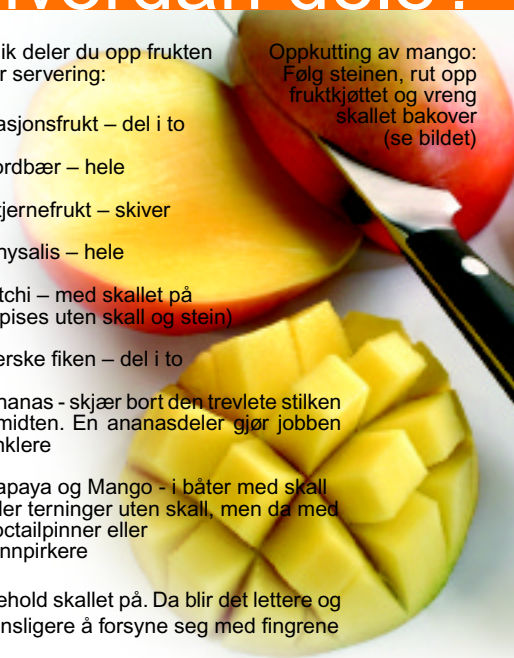 hvordan dele?
ik deler du opp frukten
r servering:
asjonsfrukt – del i to
ordbær – hele
tjernefrukt – skiver
hysalis – hele
tchi – med skallet på
pises uten skall og stein)
erske fiken – del i to
nanas - skjær bort den trevlete stilken
midten. En ananasdeler gjør jobben
nklere
apaya og Mango - i båter med skall
ler terninger uten skall, men da med
octailpinner eller
nnpirkere
ehold skallet på. Da blir det lettere og
nsligere å forsyne seg med fingrene
Oppkutting av mango:
Følg steinen, rut opp
fruktkjøttet og vreng
skallet bakover
(se bildet)